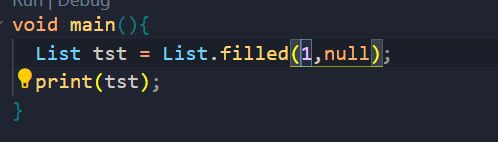 Run | Debug
void main(){
List tst = List.filled(1,null);
print(tst);
}